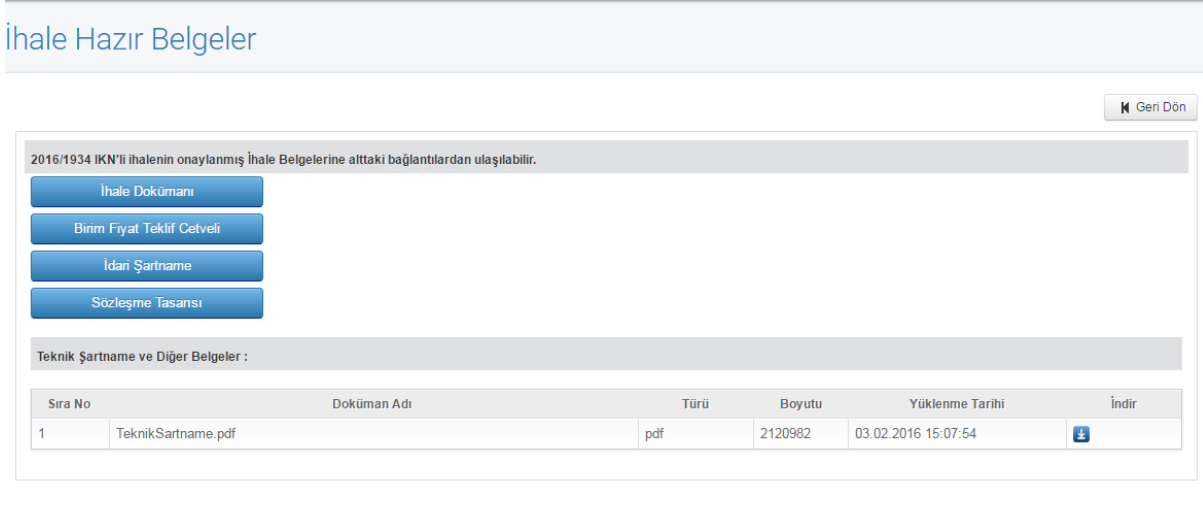 İhale Hazır Belgeler
Geri Dön
2016/1934 IKN'li ihalenin onaylanmış İhale Belgelerine alttaki bağlantılardan ulaşılabilir.
İhale Dokümanı
Birim Fiyat Teklif Cetveli
İdari Şartname
Sözleşme Tasarısı
Teknik Şartname ve Diğer Belgeler :
Sıra No Doküman Adı Türü Boyutu Yüklenme Tarihi İndir
1 TeknikSartname.pdf pdf 2120982 03.02.2016 15:07:54